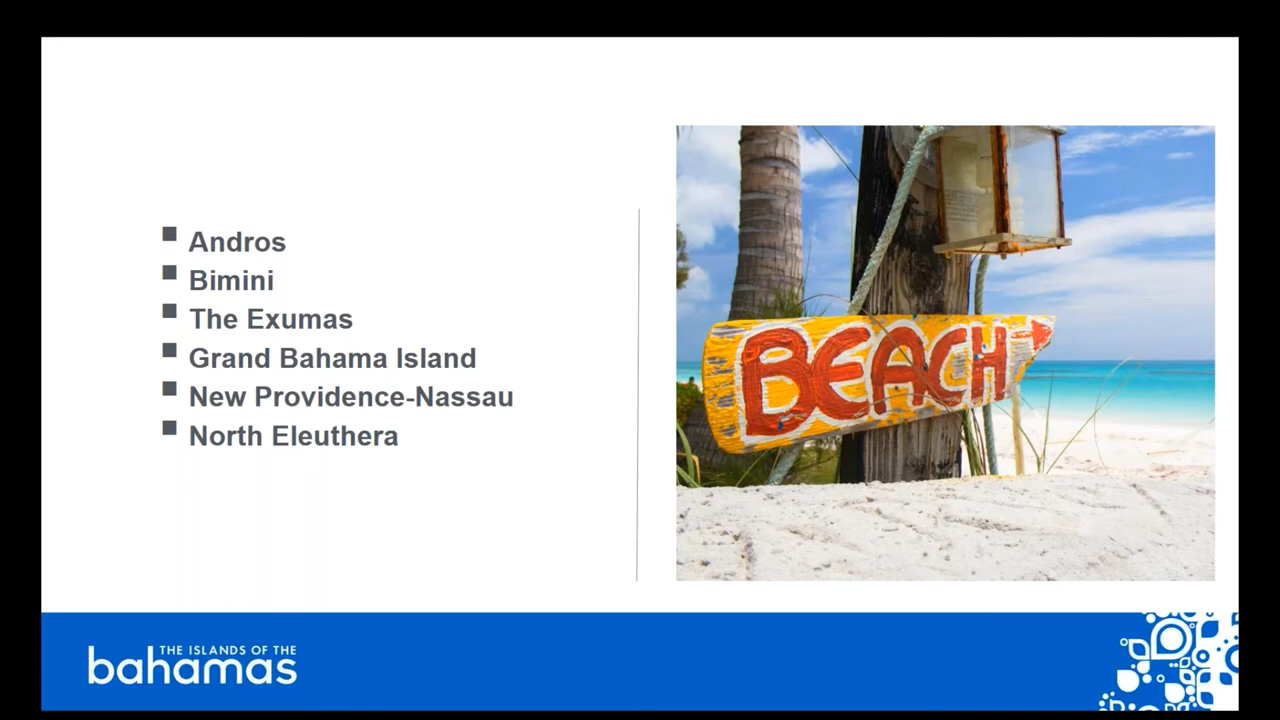 Andros
Bimini
The Exumas
Grand Bahama Island
New Providence-Nassau
North Eleuthera
BEACH
THE ISLANDS OF THE
bahamas